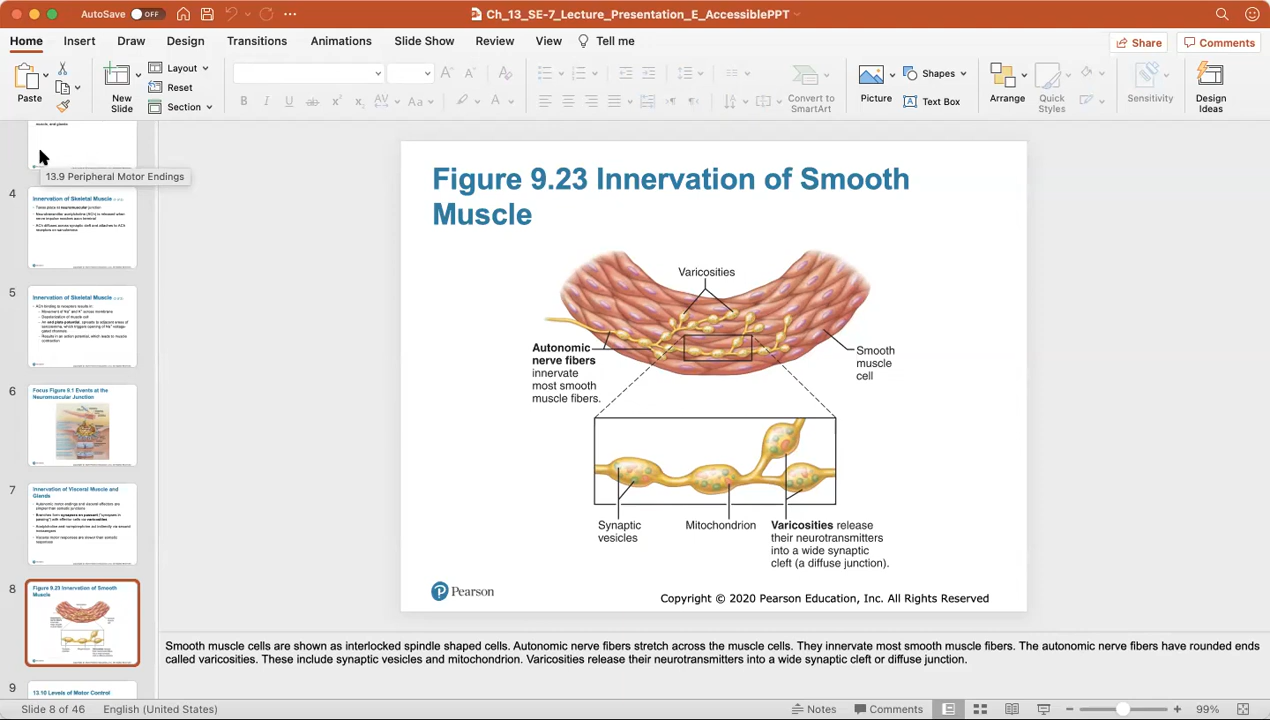 AutoSave OFF
Ch_13_SE-7_Lecture_Presentation_E_AccessiblePPT
Home Insert Draw Design Transitions Animations Slide Show Review View Tell me
Share Comments
Paste
New
Slide
Layout
Reset
Section
Convert to
SmartArt
Picture
Shapes
Text Box
Arrange
Quick
Styles
Sensitivity
Design
Ideas
muscle, and glands
13.9 Peripheral Motor Endings
4
Innervation of Skeletal Muscle
5
Innervation of Skeletal Muscle
6
Focus Figure 9.1 Events at the
Neuromuscular Junction
7
Innervation of Visceral Muscle and
Glands
8
Figure 9.23 Innervation of Smooth
Muscle
9
13.10 Levels of Motor Control
Figure 9.23 Innervation of Smooth
Muscle
Varicosities
Autonomic
nerve fibers
innervate
most smooth
muscle fibers.
Smooth
muscle
cell
Synaptic
vesicles
Mitochondrion
Varicosities release
their neurotransmitters
into a wide synaptic
cleft (a diffuse junction).
Pearson
Copyright © 2020 Pearson Education, Inc. All Rights Reserved
Smooth muscle cells are shown as interlocked spindle shaped cells. Autonomic nerve fibers stretch across the muscle cells. They innervate most smooth muscle fibers. The autonomic nerve fibers have rounded ends
called varicosities. These include synaptic vesicles and mitochondrion. Varicosities release their neurotransmitters into a wide synaptic cleft or diffuse junction.
Slide 8 of 46 English (United States)
Notes Comments 99%